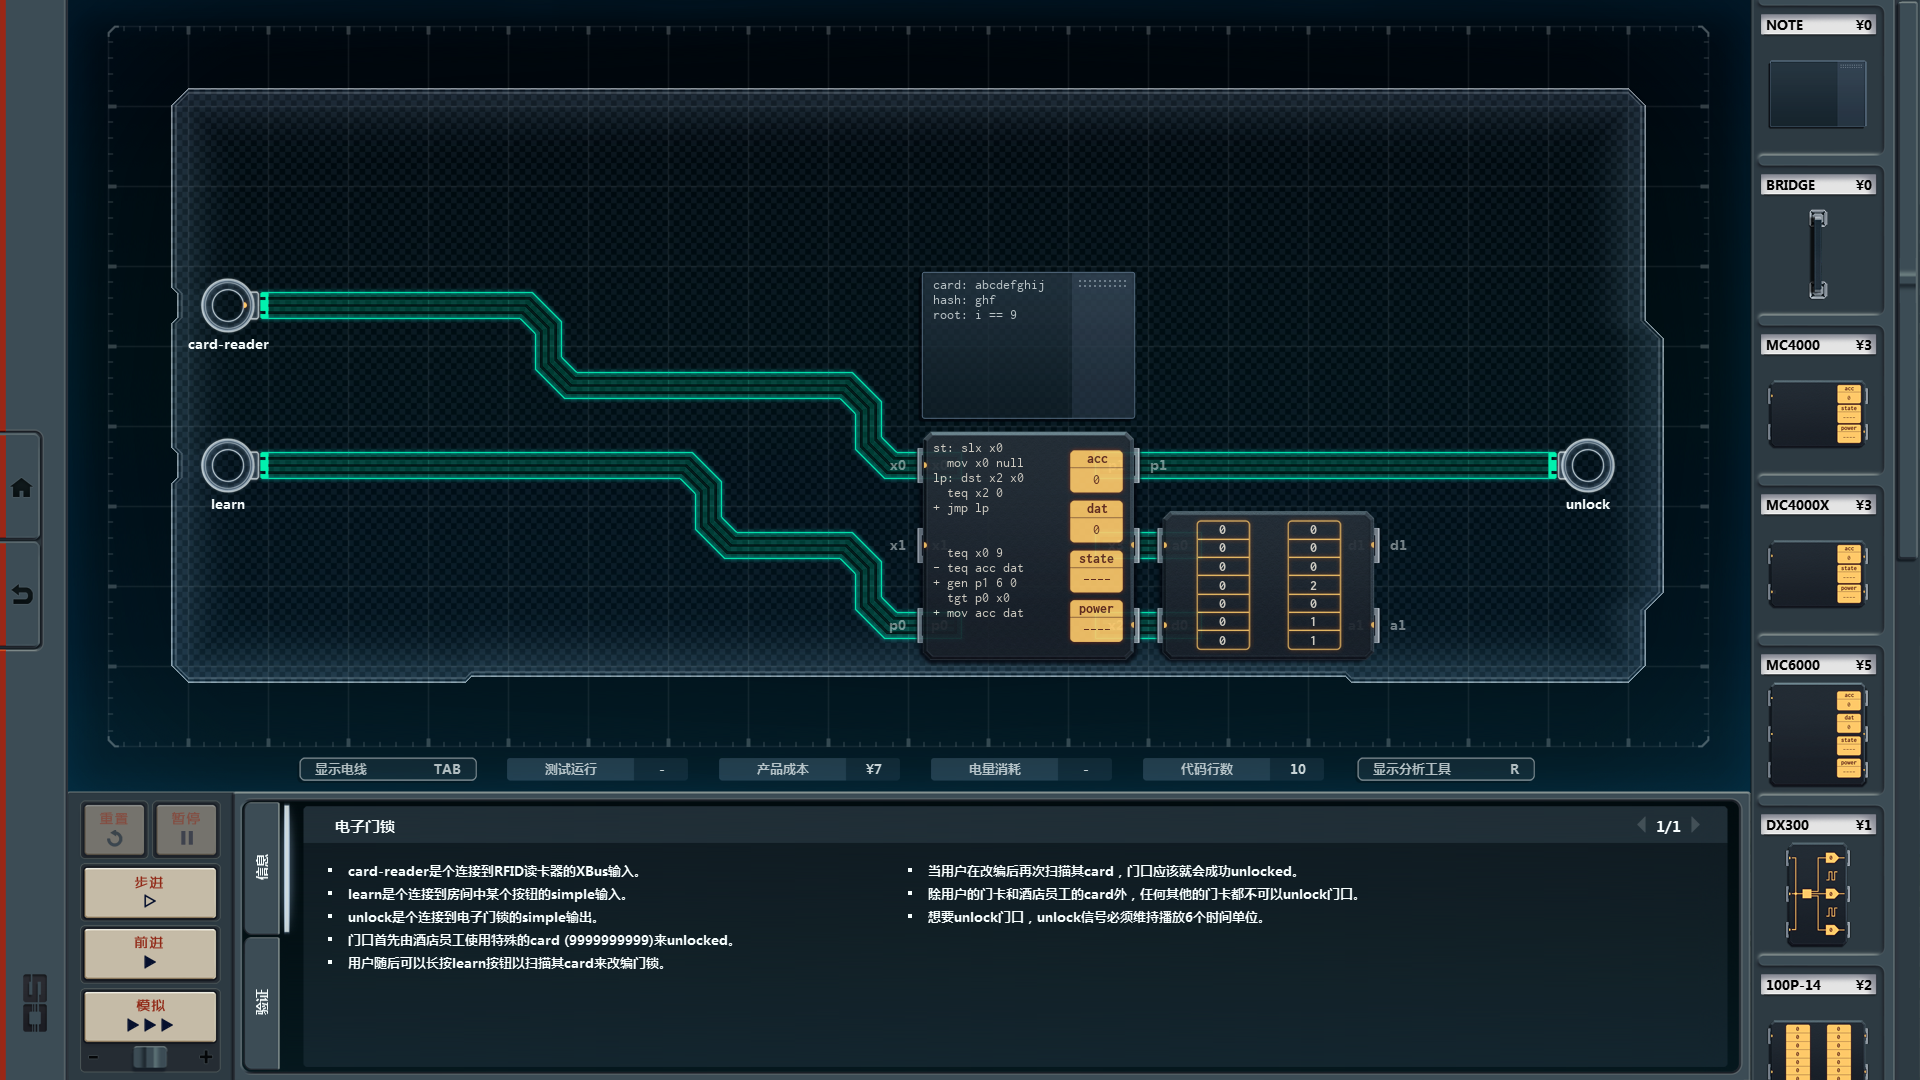 card-reader
learn
unlock
card: abcdefghij
hash: ghf
root: i == 9
st: slx x0
mov x0 null
lp: dst x2 x0
teq x2 0
+ jmp lp
teq x0 9
- teq acc dat
+ gen p1 6 0
tgt p0 x0
+ mov acc dat
acc
0
dat
0
state
----
power
----
x0
x1
p0
p1
0 0
0 0
0 0
0 2
0 0
0 1
0 1
d1
a1
显示电线 TAB
测试运行 -
产品成本 ¥7
电量消耗 -
代码行数 10
显示分析工具 R
重置
暂停
步进
前进
模拟
- +
信息
验证
电子门锁
1/1
▪ card-reader是个连接到RFID读卡器的XBus输入。
▪ learn是个连接到房间中某个按钮的simple输入。
▪ unlock是个连接到电子门锁的simple输出。
▪ 门口首先由酒店员工使用特殊的card (9999999999)来unlocked。
▪ 用户随后可以长按learn按钮以扫描其card来改编门锁。
▪ 当用户在改编后再次扫描其card，门口应该就会成功unlocked。
▪ 除用户的门卡和酒店员工的card外，任何其他的门卡都不可以unlock门口。
▪ 想要unlock门口，unlock信号必须维持播放6个时间单位。
NOTE ¥0
BRIDGE ¥0
MC4000 ¥3
MC4000X ¥3
MC6000 ¥5
DX300 ¥1
100P-14 ¥2